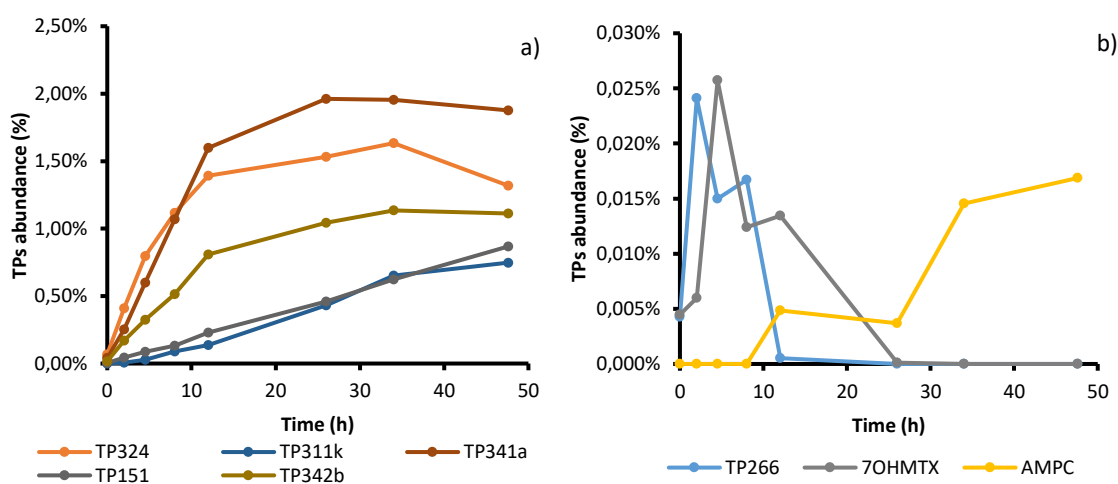 a)
TPs abundance (%)
2,50%
2,00%
1,50%
1,00%
0,50%
0,00%
0 10 20 30 40 50
Time (h)
TP324 TP311k TP341a
TP151 TP342b
b)
TPs abundance (%)
0,030%
0,025%
0,020%
0,015%
0,010%
0,005%
0,000%
0 10 20 30 40 50
Time (h)
TP266 7OHMTX AMPC